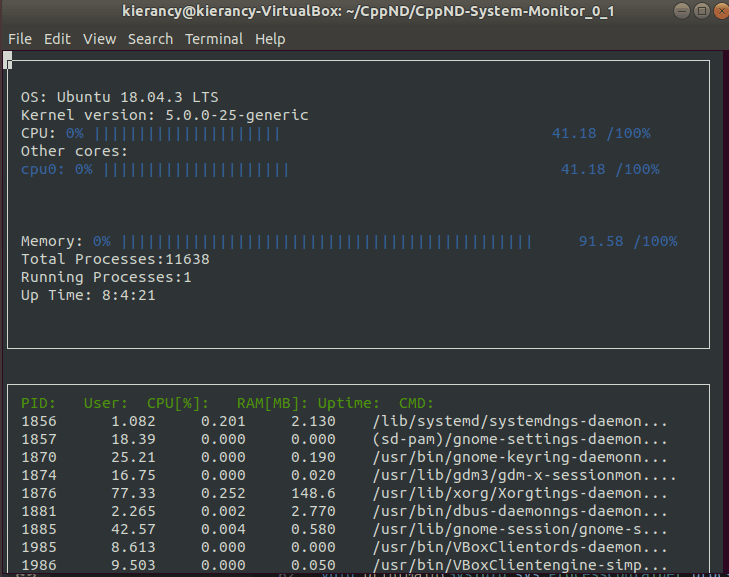 kierancy@kierancy-VirtualBox: ~/CppND/CppND-System-Monitor_0_1
File Edit View Search Terminal Help
OS: Ubuntu 18.04.3 LTS
Kernel version: 5.0.0-25-generic
CPU: 0% ||||||||||||||||||||| 41.18 /100%
Other cores:
cpu0: 0% ||||||||||||||||||||| 41.18 /100%
Memory: 0% |||||||||||||||||||||||||||||||||||||||||||||| 91.58 /100%
Total Processes:11638
Running Processes:1
Up Time: 8:4:21
PID: User: CPU[%]: RAM[MB]: Uptime: CMD:
1856 1.082 0.201 2.130 /lib/systemd/systemdngs-daemon...
1857 18.39 0.000 0.000 (sd-pam)/gnome-settings-daemon...
1870 25.21 0.000 0.190 /usr/bin/gnome-keyring-daemonn...
1874 16.75 0.000 0.020 /usr/lib/gdm3/gdm-x-sessionmon....
1876 77.33 0.252 148.6 /usr/lib/xorg/Xorgtings-daemon...
1881 2.265 0.002 2.770 /usr/bin/dbus-daemonngs-daemon...
1885 42.57 0.004 0.580 /usr/lib/gnome-session/gnome-s...
1985 8.613 0.000 0.000 /usr/bin/VBoxClientords-daemon...
1986 9.503 0.000 0.050 /usr/bin/VBoxClientengine-simp...